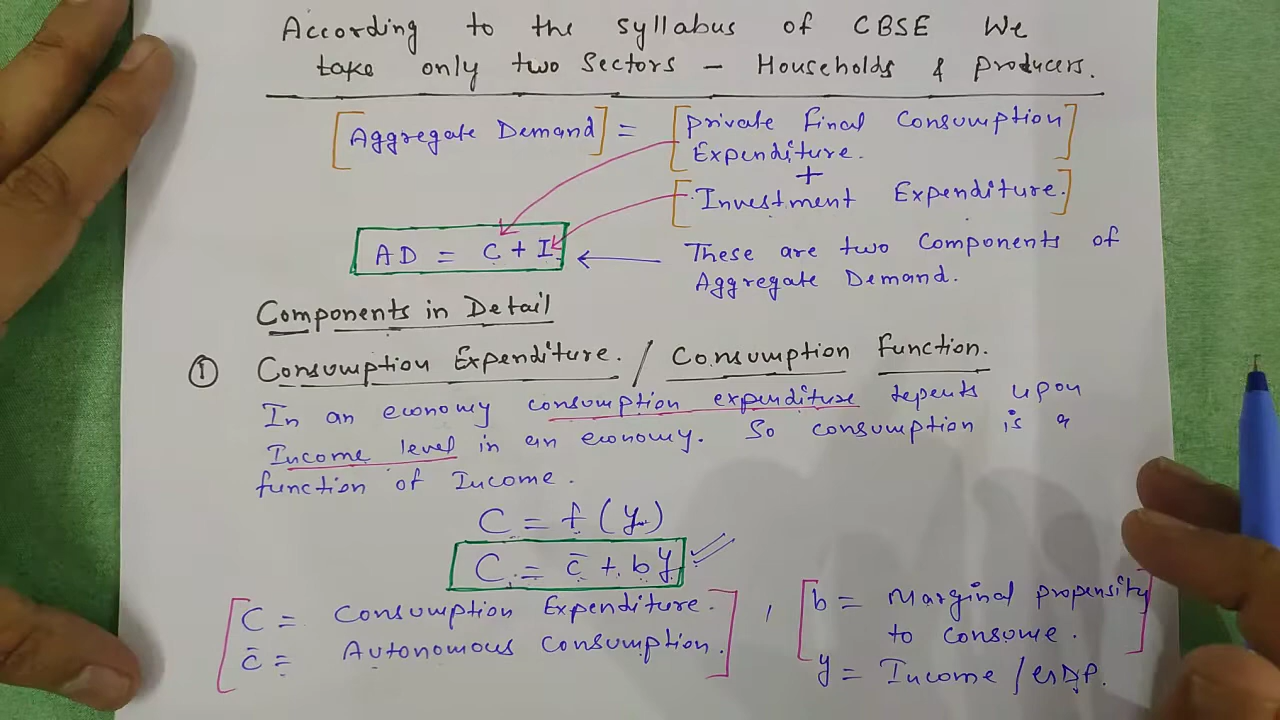 According to the syllabus of CBSE We
take only two Sectors – Households & producers.
[Aggregate Demand] = [private final Consumption
Expenditure.
+
[Investment Expenditure.]
AD = C + I
These are two Components of
Aggregate Demand.
Components in Detail
① Consumption Expenditure. / Consumption function.
In an economy consumption expenditure depents upon
Income level in an economy. So consumption is a
function of Income.
C = f (y)
C = c̄ + by
C = Consumption Expenditure.
c̄ = Autonomous Consumption.
, b = Marginal propensity
to consume.
y = Income / GDP.